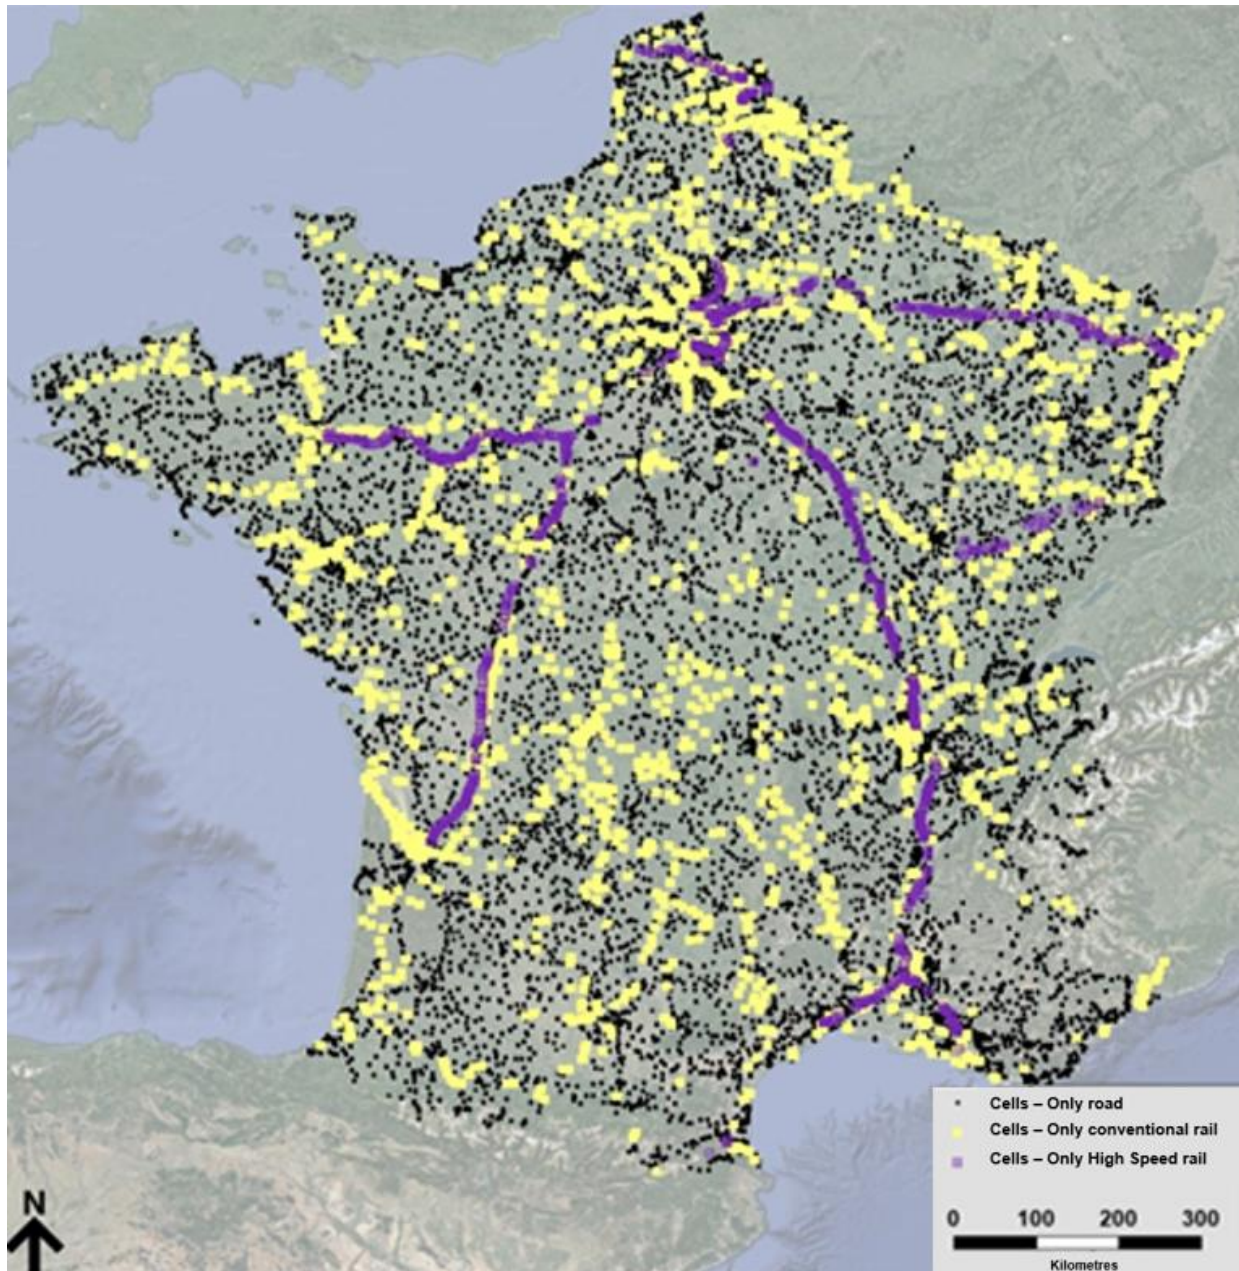 Cells – Only road
Cells – Only conventional rail
Cells – Only High Speed rail
N
0 100 200 300
Kilometres